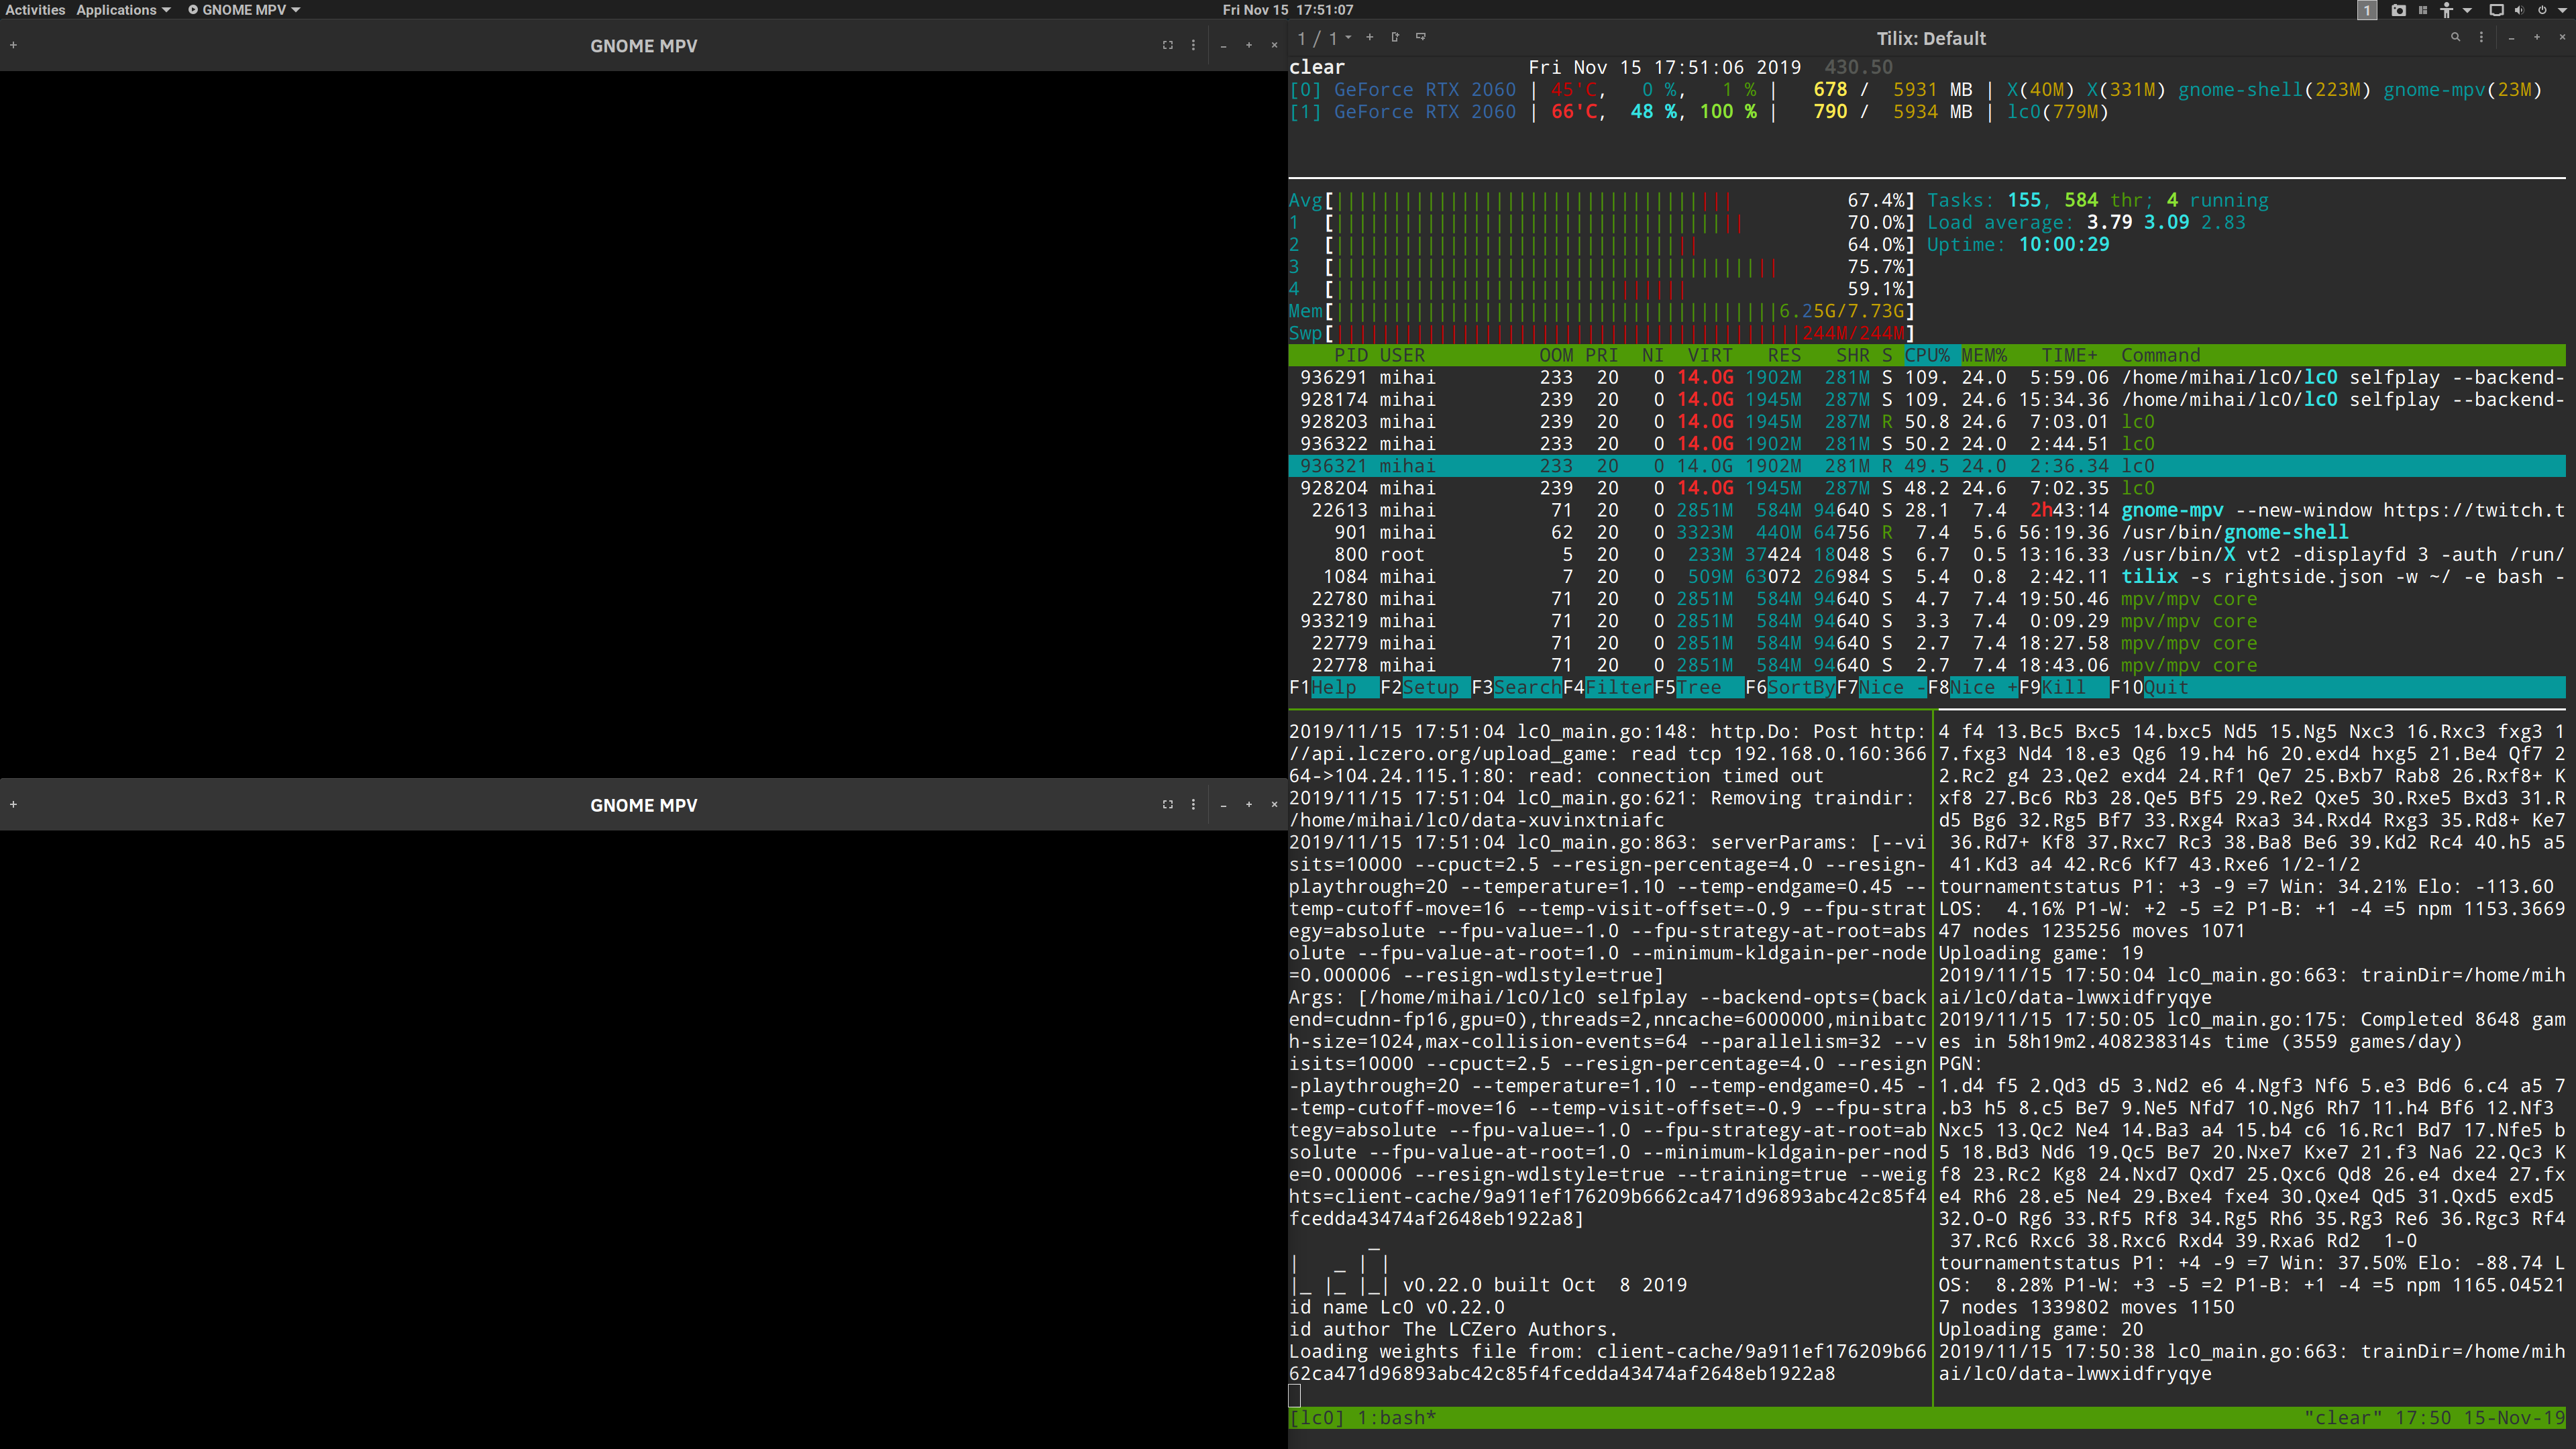 Activities Applications GNOME MPV Fri Nov 15 17:51:07 1
GNOME MPV
GNOME MPV
1 / 1 Tilix: Default
clear Fri Nov 15 17:51:06 2019 430.50
[0] GeForce RTX 2060 | 45'C, 0 %, 1 % | 678 / 5931 MB | X(40M) X(331M) gnome-shell(223M) gnome-mpv(23M)
[1] GeForce RTX 2060 | 66'C, 48 %, 100 % | 790 / 5934 MB | lc0(779M)
Avg[ 67.4%] Tasks: 155, 584 thr; 4 running
1 [ 70.0%] Load average: 3.79 3.09 2.83
2 [ 64.0%] Uptime: 10:00:29
3 [ 75.7%]
4 [ 59.1%]
Mem[ 6.25G/7.73G]
Swp[ 244M/244M]
PID USER OOM PRI NI VIRT RES SHR S CPU% MEM% TIME+ Command
936291 mihai 233 20 0 14.0G 1902M 281M S 109. 24.0 5:59.06 /home/mihai/lc0/lc0 selfplay --backend-
928174 mihai 239 20 0 14.0G 1945M 287M S 109. 24.6 15:34.36 /home/mihai/lc0/lc0 selfplay --backend-
928203 mihai 239 20 0 14.0G 1945M 287M R 50.8 24.6 7:03.01 lc0
936322 mihai 233 20 0 14.0G 1902M 281M S 50.2 24.0 2:44.51 lc0
936321 mihai 233 20 0 14.0G 1902M 281M R 49.5 24.0 2:36.34 lc0
928204 mihai 239 20 0 14.0G 1945M 287M S 48.2 24.6 7:02.35 lc0
22613 mihai 71 20 0 2851M 584M 94640 S 28.1 7.4 2h43:14 gnome-mpv --new-window https://twitch.t
901 mihai 62 20 0 3323M 440M 64756 R 7.4 5.6 56:19.36 /usr/bin/gnome-shell
800 root 5 20 0 233M 37424 18048 S 6.7 0.5 13:16.33 /usr/bin/X vt2 -displayfd 3 -auth /run/
1084 mihai 7 20 0 509M 63072 26984 S 5.4 0.8 2:42.11 tilix -s rightside.json -w ~/ -e bash -
22780 mihai 71 20 0 2851M 584M 94640 S 4.7 7.4 19:50.46 mpv/mpv core
933219 mihai 71 20 0 2851M 584M 94640 S 3.3 7.4 0:09.29 mpv/mpv core
22779 mihai 71 20 0 2851M 584M 94640 S 2.7 7.4 18:27.58 mpv/mpv core
22778 mihai 71 20 0 2851M 584M 94640 S 2.7 7.4 18:43.06 mpv/mpv core
F1Help F2Setup F3SearchF4FilterF5Tree F6SortByF7Nice -F8Nice +F9Kill F10Quit
2019/11/15 17:51:04 lc0_main.go:148: http.Do: Post http:
//api.lczero.org/upload_game: read tcp 192.168.0.160:366
64->104.24.115.1:80: read: connection timed out
2019/11/15 17:51:04 lc0_main.go:621: Removing traindir:
/home/mihai/lc0/data-xuvinxtniafc
2019/11/15 17:51:04 lc0_main.go:863: serverParams: [--vi
sits=10000 --cpuct=2.5 --resign-percentage=4.0 --resign-
playthrough=20 --temperature=1.10 --temp-endgame=0.45 --
temp-cutoff-move=16 --temp-visit-offset=-0.9 --fpu-strat
egy=absolute --fpu-value=-1.0 --fpu-strategy-at-root=abs
olute --fpu-value-at-root=1.0 --minimum-kldgain-per-node
=0.000006 --resign-wdlstyle=true]
Args: [/home/mihai/lc0/lc0 selfplay --backend-opts=(back
end=cudnn-fp16,gpu=0),threads=2,nncache=6000000,minibatc
h-size=1024,max-collision-events=64 --parallelism=32 --v
isits=10000 --cpuct=2.5 --resign-percentage=4.0 --resign
-playthrough=20 --temperature=1.10 --temp-endgame=0.45 -
-temp-cutoff-move=16 --temp-visit-offset=-0.9 --fpu-stra
tegy=absolute --fpu-value=-1.0 --fpu-strategy-at-root=ab
solute --fpu-value-at-root=1.0 --minimum-kldgain-per-nod
e=0.000006 --resign-wdlstyle=true --training=true --weig
hts=client-cache/9a911ef176209b6662ca471d96893abc42c85f4
fcedda43474af2648eb1922a8]
_
| _ | |
|_ |_ |_| v0.22.0 built Oct 8 2019
id name Lc0 v0.22.0
id author The LCZero Authors.
Loading weights file from: client-cache/9a911ef176209b66
62ca471d96893abc42c85f4fcedda43474af2648eb1922a8
4 f4 13.Bc5 Bxc5 14.bxc5 Nd5 15.Ng5 Nxc3 16.Rxc3 fxg3 1
7.fxg3 Nd4 18.e3 Qg6 19.h4 h6 20.exd4 hxg5 21.Be4 Qf7 2
2.Rc2 g4 23.Qe2 exd4 24.Rf1 Qe7 25.Bxb7 Rab8 26.Rxf8+ K
xf8 27.Bc6 Rb3 28.Qe5 Bf5 29.Re2 Qxe5 30.Rxe5 Bxd3 31.R
d5 Bg6 32.Rg5 Bf7 33.Rxg4 Rxa3 34.Rxd4 Rxg3 35.Rd8+ Ke7
36.Rd7+ Kf8 37.Rxc7 Rc3 38.Ba8 Be6 39.Kd2 Rc4 40.h5 a5
41.Kd3 a4 42.Rc6 Kf7 43.Rxe6 1/2-1/2
tournamentstatus P1: +3 -9 =7 Win: 34.21% Elo: -113.60
LOS: 4.16% P1-W: +2 -5 =2 P1-B: +1 -4 =5 npm 1153.3669
47 nodes 1235256 moves 1071
Uploading game: 19
2019/11/15 17:50:04 lc0_main.go:663: trainDir=/home/mih
ai/lc0/data-lwwxidfryqye
2019/11/15 17:50:05 lc0_main.go:175: Completed 8648 gam
es in 58h19m2.408238314s time (3559 games/day)
PGN:
1.d4 f5 2.Qd3 d5 3.Nd2 e6 4.Ngf3 Nf6 5.e3 Bd6 6.c4 a5 7
.b3 h5 8.c5 Be7 9.Ne5 Nfd7 10.Ng6 Rh7 11.h4 Bf6 12.Nf3
Nxc5 13.Qc2 Ne4 14.Ba3 a4 15.b4 c6 16.Rc1 Bd7 17.Nfe5 b
5 18.Bd3 Nd6 19.Qc5 Be7 20.Nxe7 Kxe7 21.f3 Na6 22.Qc3 K
f8 23.Rc2 Kg8 24.Nxd7 Qxd7 25.Qxc6 Qd8 26.e4 dxe4 27.fx
e4 Rh6 28.e5 Ne4 29.Bxe4 fxe4 30.Qxe4 Qd5 31.Qxd5 exd5
32.O-O Rg6 33.Rf5 Rf8 34.Rg5 Rh6 35.Rg3 Re6 36.Rgc3 Rf4
37.Rc6 Rxc6 38.Rxc6 Rxd4 39.Rxa6 Rd2 1-0
tournamentstatus P1: +4 -9 =7 Win: 37.50% Elo: -88.74 L
OS: 8.28% P1-W: +3 -5 =2 P1-B: +1 -4 =5 npm 1165.04521
7 nodes 1339802 moves 1150
Uploading game: 20
2019/11/15 17:50:38 lc0_main.go:663: trainDir=/home/mih
ai/lc0/data-lwwxidfryqye
[lc0] 1:bash* "clear" 17:50 15-Nov-19